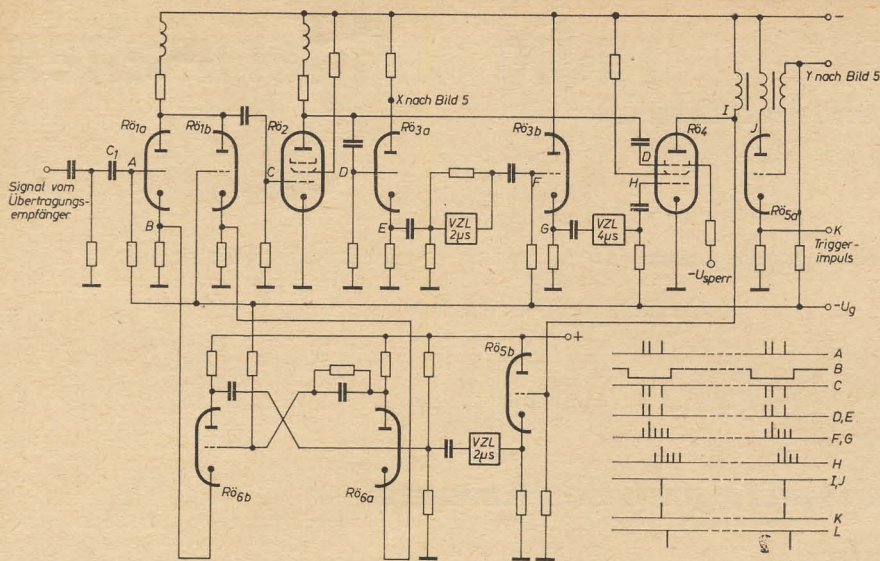 –
Y nach Bild 5
X nach Bild 5
I
J
Rö1a
Rö1b
Rö2
Rö3a
Rö3b
Rö4
Rö5a
C1
A
C
D
D
H
F
Signal vom
Übertragungs-
empfänger
B
E
G
VZL
2µs
VZL
4µs
K
Trigger-
impuls
–Usperr
–Ug
+
Rö5b
VZL
2µs
Rö6b
Rö6a
A
B
C
D,E
F,G
H
I,J
K
L